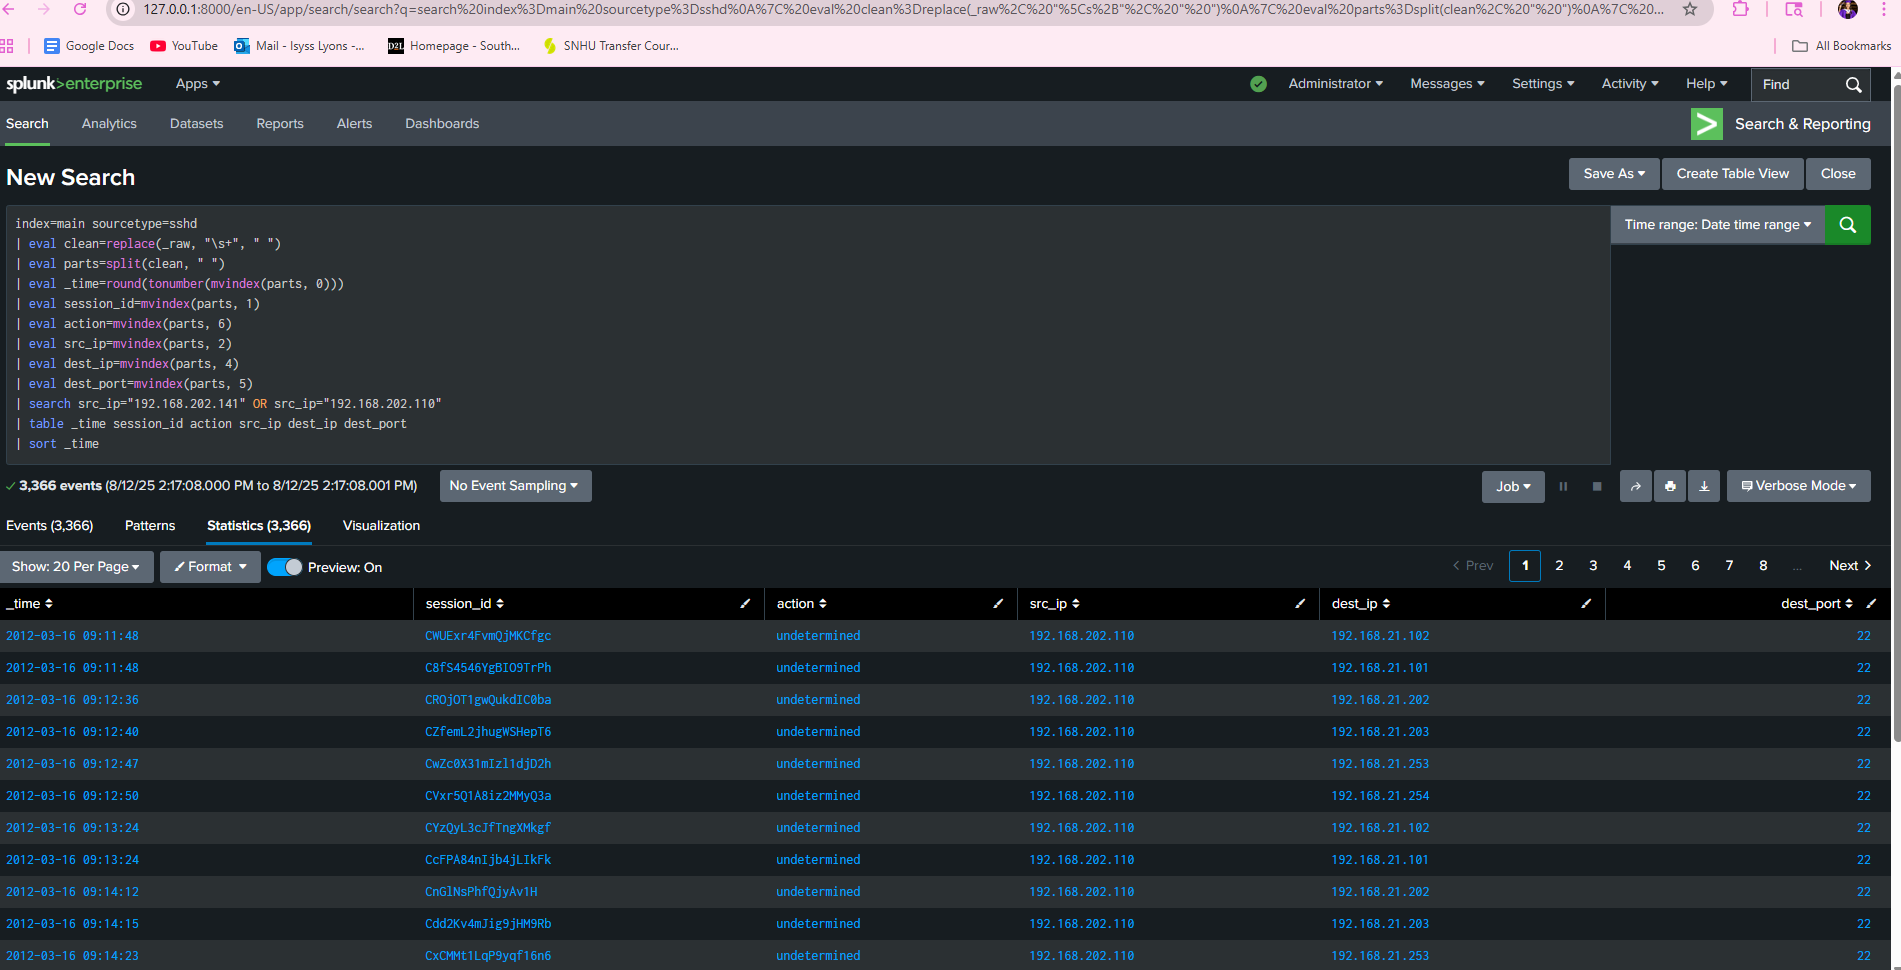 127.0.0.1:8000/en-US/app/search/search?q=search%20index%3Dmain%20sourcetype%3Dsshd%0A%7C%20eval%20clean%3Dreplace(_raw%2C%20"%5Cs%2B"%2C%20"%20")%0A%7C%20eval%20parts%3Dsplit(clean%2C%20"%20")%0A%7C%20...
Google Docs YouTube Mail - Isyss Lyons -... D2L Homepage - South... SNHU Transfer Cour... All Bookmarks
splunk>enterprise Apps Administrator Messages Settings Activity Help Find
Search Analytics Datasets Reports Alerts Dashboards > Search & Reporting
New Search Save As Create Table View Close
index=main sourcetype=sshd Time range: Date time range
| eval clean=replace(_raw, "\s+", " ")
| eval parts=split(clean, " ")
| eval _time=round(tonumber(mvindex(parts, 0)))
| eval session_id=mvindex(parts, 1)
| eval action=mvindex(parts, 6)
| eval src_ip=mvindex(parts, 2)
| eval dest_ip=mvindex(parts, 4)
| eval dest_port=mvindex(parts, 5)
| search src_ip="192.168.202.141" OR src_ip="192.168.202.110"
| table _time session_id action src_ip dest_ip dest_port
| sort _time
3,366 events (8/12/25 2:17:08.000 PM to 8/12/25 2:17:08.001 PM) No Event Sampling Job Verbose Mode
Events (3,366) Patterns Statistics (3,366) Visualization
Show: 20 Per Page Format Preview: On < Prev 1 2 3 4 5 6 7 8 ... Next >
_time session_id action src_ip dest_ip dest_port
2012-03-16 09:11:48 CWUExr4FvmQjMKCfgc undetermined 192.168.202.110 192.168.21.102 22
2012-03-16 09:11:48 C8fS4546YgBIO9TrPh undetermined 192.168.202.110 192.168.21.101 22
2012-03-16 09:12:36 CROjOT1gwQukdIC0ba undetermined 192.168.202.110 192.168.21.202 22
2012-03-16 09:12:40 CZfemL2jhugWSHepT6 undetermined 192.168.202.110 192.168.21.203 22
2012-03-16 09:12:47 CwZc0X31mIzl1djD2h undetermined 192.168.202.110 192.168.21.253 22
2012-03-16 09:12:50 CVxr5Q1A8iz2MMyQ3a undetermined 192.168.202.110 192.168.21.254 22
2012-03-16 09:13:24 CYzQyL3cJfTngXMkgf undetermined 192.168.202.110 192.168.21.102 22
2012-03-16 09:13:24 CcFPA84nIjb4jLIkFk undetermined 192.168.202.110 192.168.21.101 22
2012-03-16 09:14:12 CnGlNsPhfQjyAv1H undetermined 192.168.202.110 192.168.21.202 22
2012-03-16 09:14:15 Cdd2Kv4mJig9jHM9Rb undetermined 192.168.202.110 192.168.21.203 22
2012-03-16 09:14:23 CxCMMt1LqP9yqf16n6 undetermined 192.168.202.110 192.168.21.253 22